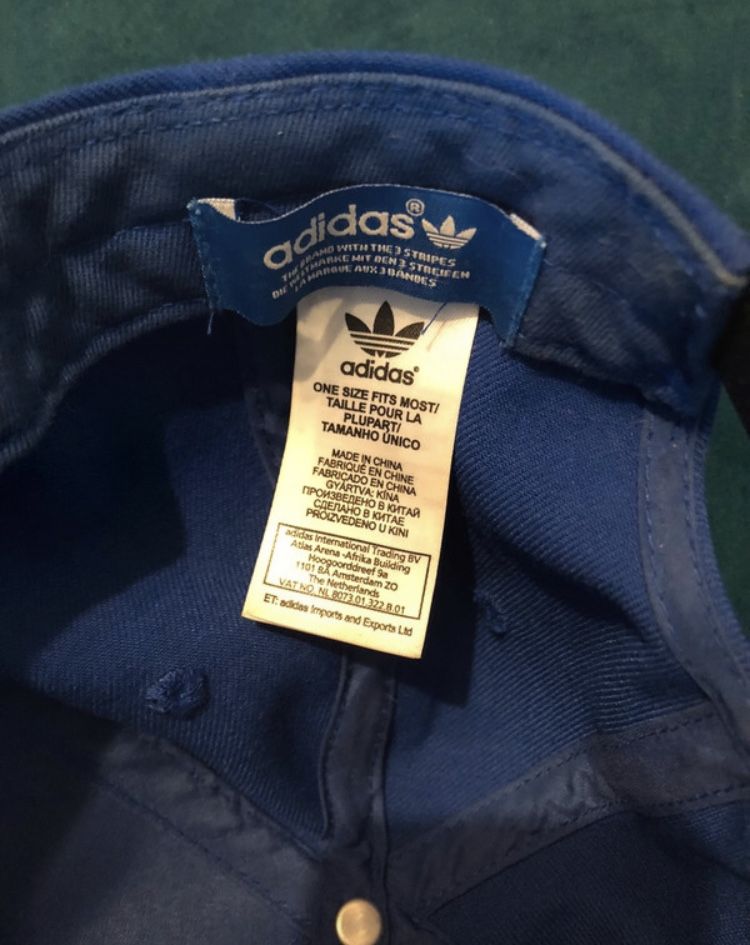 adidas®
THE BRAND WITH THE 3 STRIPES
DIE WELTMARKE MIT DEN 3 STREIFEN
LA MARQUE AUX 3 BANDES
adidas®
ONE SIZE FITS MOST/
TAILLE POUR LA
PLUPART/
TAMANHO ÚNICO
MADE IN CHINA
FABRIQUÉ EN CHINE
FABRICADO EN CHINA
GYÁRTVA: KÍNA
ПРОИЗВЕДЕНО В КИТАЙ
СДЕЛАНО В КИТАЕ
PROIZVEDENO U KINI
adidas International Trading BV
Atlas Arena -Afrika Building
Hoogoorddreef 9a
1101 BA Amsterdam ZO
The Netherlands
VAT NO. NL 8073.01.322.B.01
ET: adidas Imports and Exports Ltd